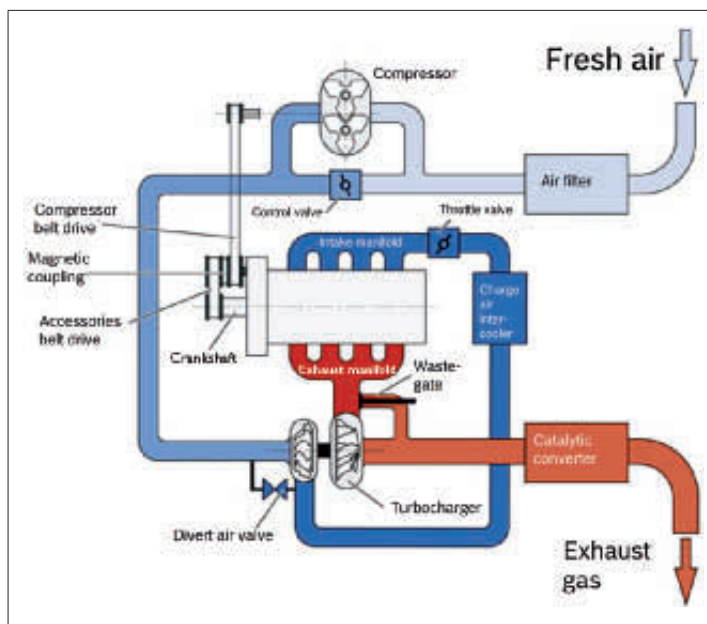 Compressor
Fresh air
Air filter
Control valve
Throttle valve
Compressor
belt drive
Intake manifold
Magnetic
coupling
Charge
air inter-
cooler
Accessories
belt drive
Crankshaft
Exhaust manifold
Waste-
gate
Catalytic
converter
Turbocharger
Divert air valve
Exhaust
gas